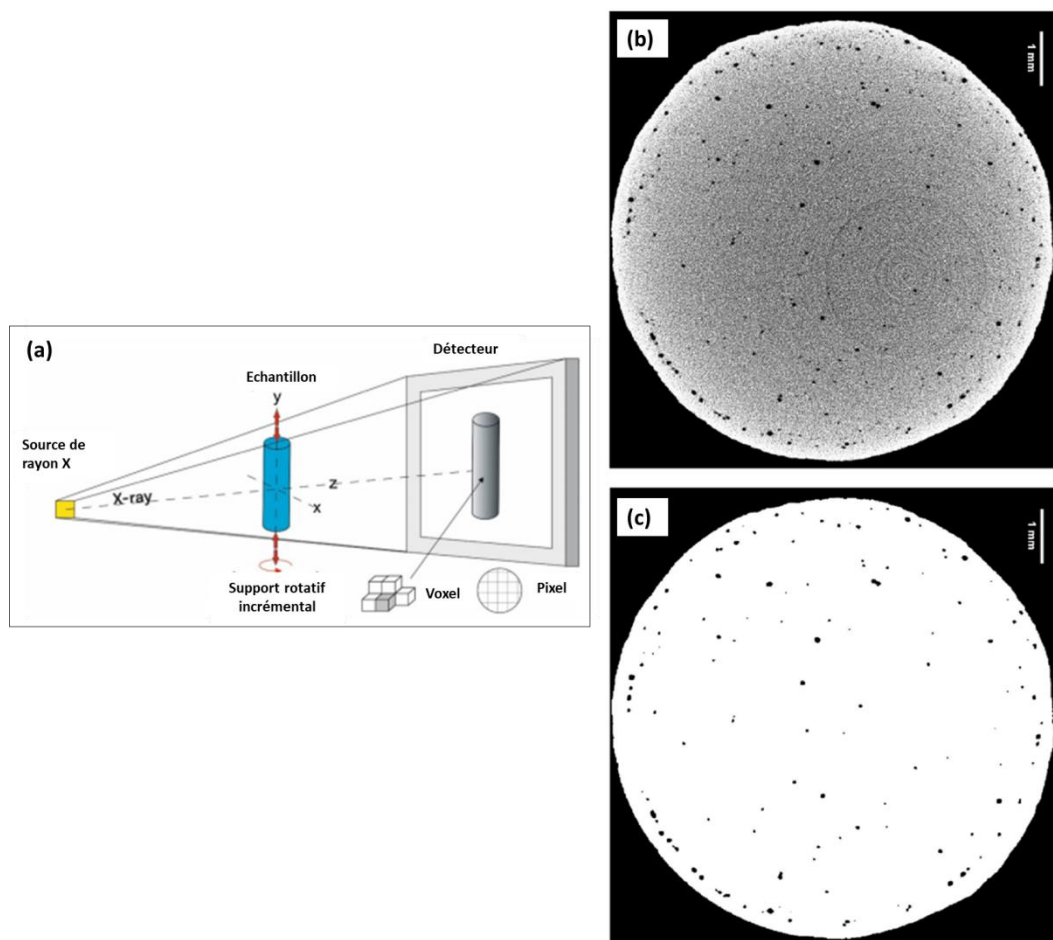 (a)
Détecteur
Echantillon
y
Source de
rayon X
X-ray
z
x
Support rotatif
incrémental
Voxel
Pixel
(b)
1 mm
(c)
1 mm